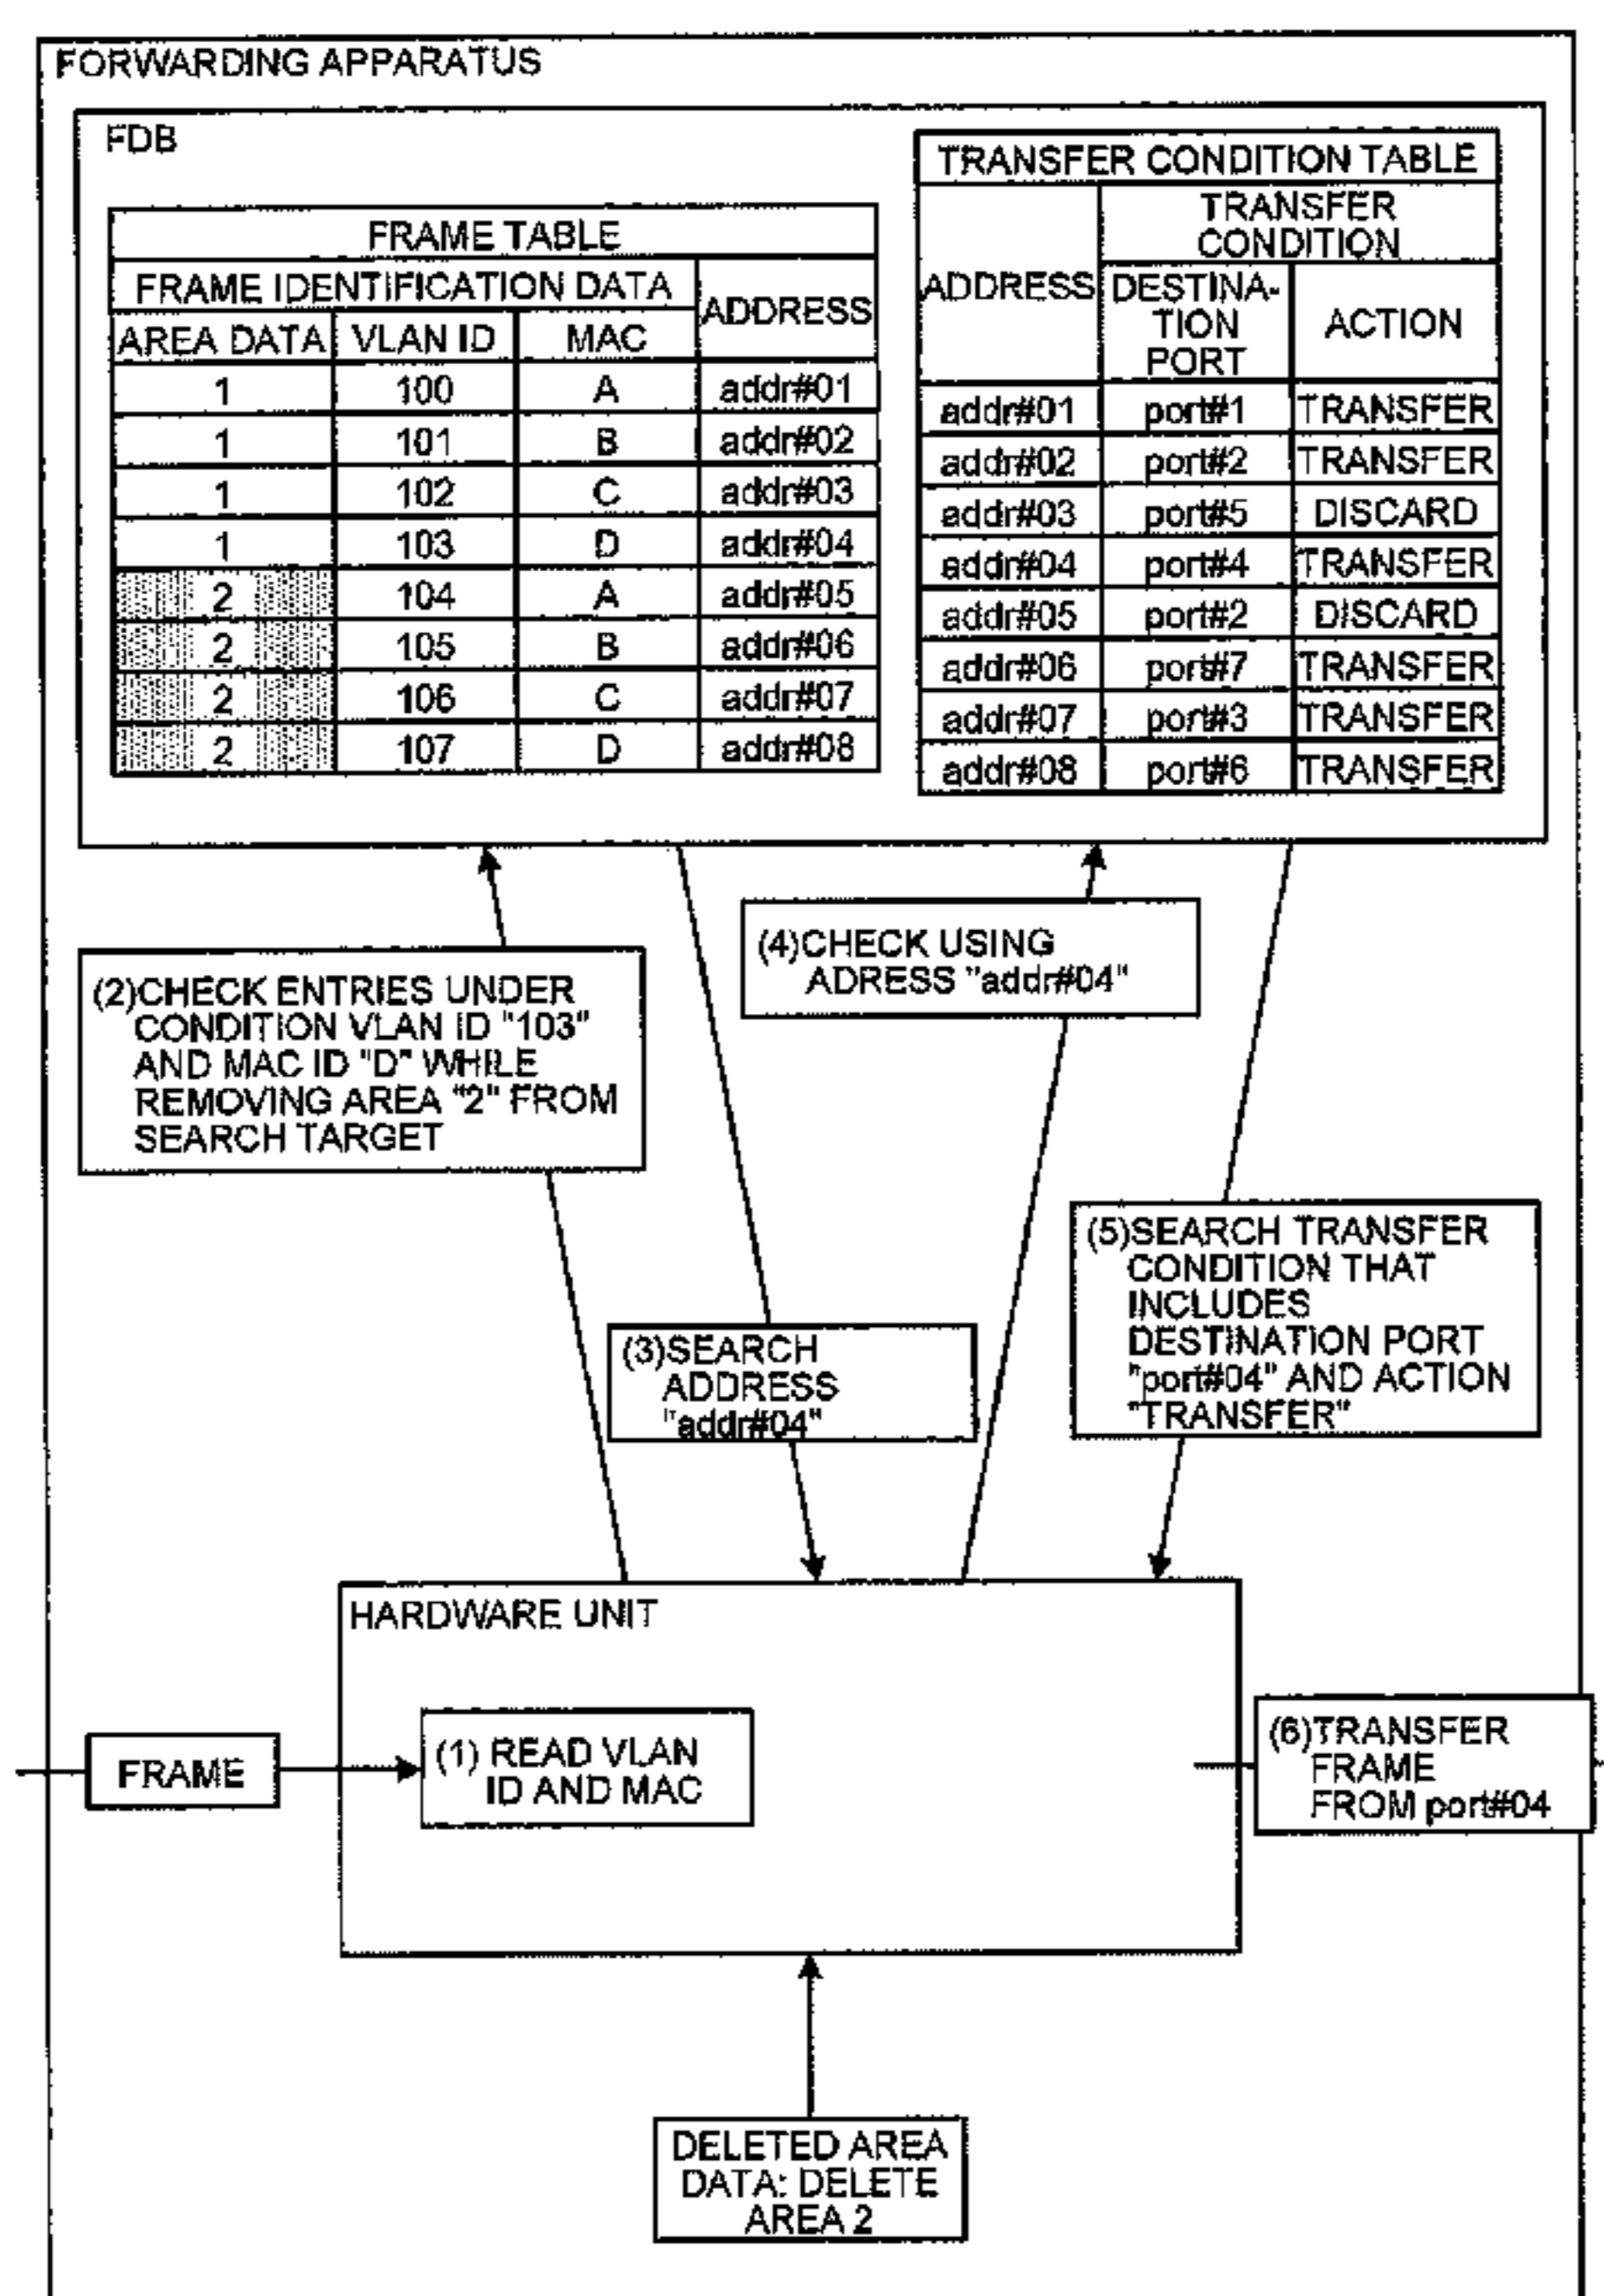 FORWARDING APPARATUS
FDB
FRAME TABLE
FRAME IDENTIFICATION DATA ADDRESS
AREA DATA VLAN ID MAC
1 100 A addr#01
1 101 B addr#02
1 102 C addr#03
1 103 D addr#04
2 104 A addr#05
2 105 B addr#06
2 106 C addr#07
2 107 D addr#08
TRANSFER CONDITION TABLE
TRANSFER
CONDITION
ADDRESS DESTINA-
TION
PORT
ACTION
addr#01 port#1 TRANSFER
addr#02 port#2 TRANSFER
addr#03 port#5 DISCARD
addr#04 port#4 TRANSFER
addr#05 port#2 DISCARD
addr#06 port#7 TRANSFER
addr#07 port#3 TRANSFER
addr#08 port#6 TRANSFER
(2)CHECK ENTRIES UNDER
CONDITION VLAN ID "103"
AND MAC ID "D" WHILE
REMOVING AREA "2" FROM
SEARCH TARGET
(4)CHECK USING
ADRESS "addr#04"
(3)SEARCH
ADDRESS
"addr#04"
(5)SEARCH TRANSFER
CONDITION THAT
INCLUDES
DESTINATION PORT
"port#04" AND ACTION
"TRANSFER"
HARDWARE UNIT
FRAME
(1) READ VLAN
ID AND MAC
(6)TRANSFER
FRAME
FROM port#04
DELETED AREA
DATA: DELETE
AREA 2